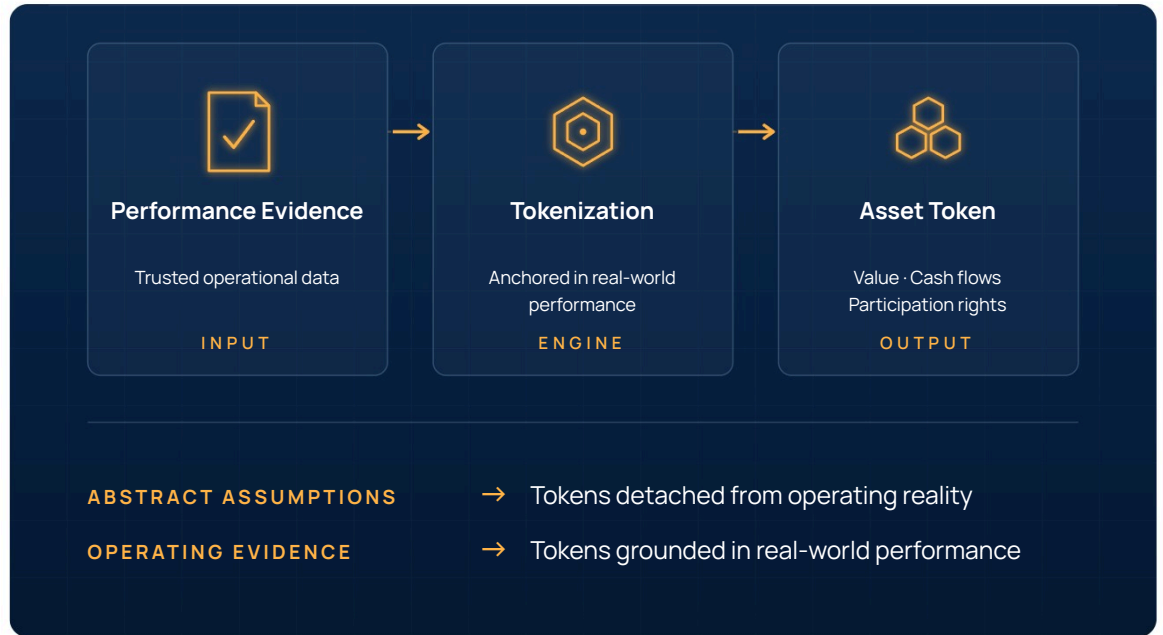 Performance Evidence
Trusted operational data
INPUT
Tokenization
Anchored in real-world
performance
ENGINE
Asset Token
Value · Cash flows
Participation rights
OUTPUT
ABSTRACT ASSUMPTIONS → Tokens detached from operating reality
OPERATING EVIDENCE → Tokens grounded in real-world performance